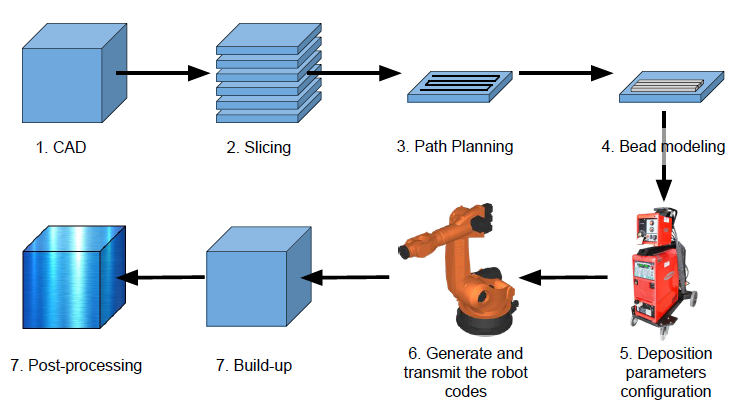 1. CAD
2. Slicing
3. Path Planning
4. Bead modeling
7. Post-processing
7. Build-up
6. Generate and
transmit the robot
codes
5. Deposition
parameters
configuration